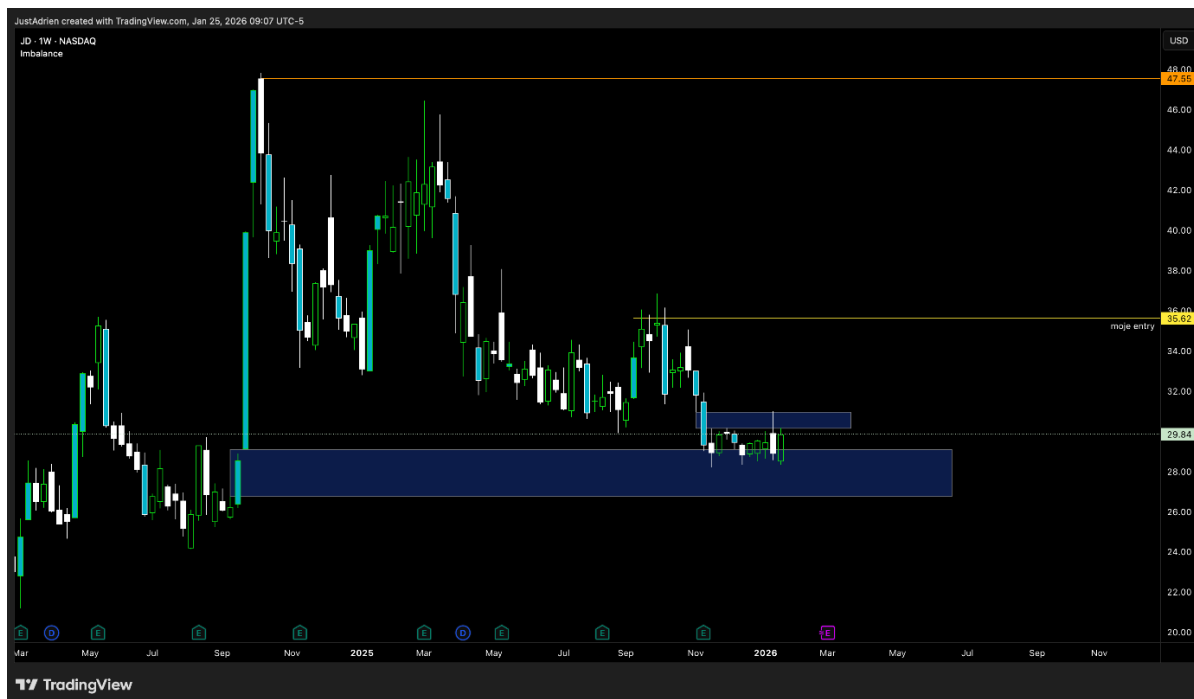 JustAdrien created with TradingView.com, Jan 25, 2026 09:07 UTC-5
JD · 1W · NASDAQ
Imbalance
USD
48.00
47.55
46.00
44.00
42.00
40.00
38.00
36.00
35.62
moje entry
34.00
32.00
29.84
28.00
26.00
24.00
22.00
20.00
E D E E E E D E E E E
Mar May Jul Sep Nov 2025 Mar May Jul Sep Nov 2026 Mar May Jul Sep Nov
TradingView